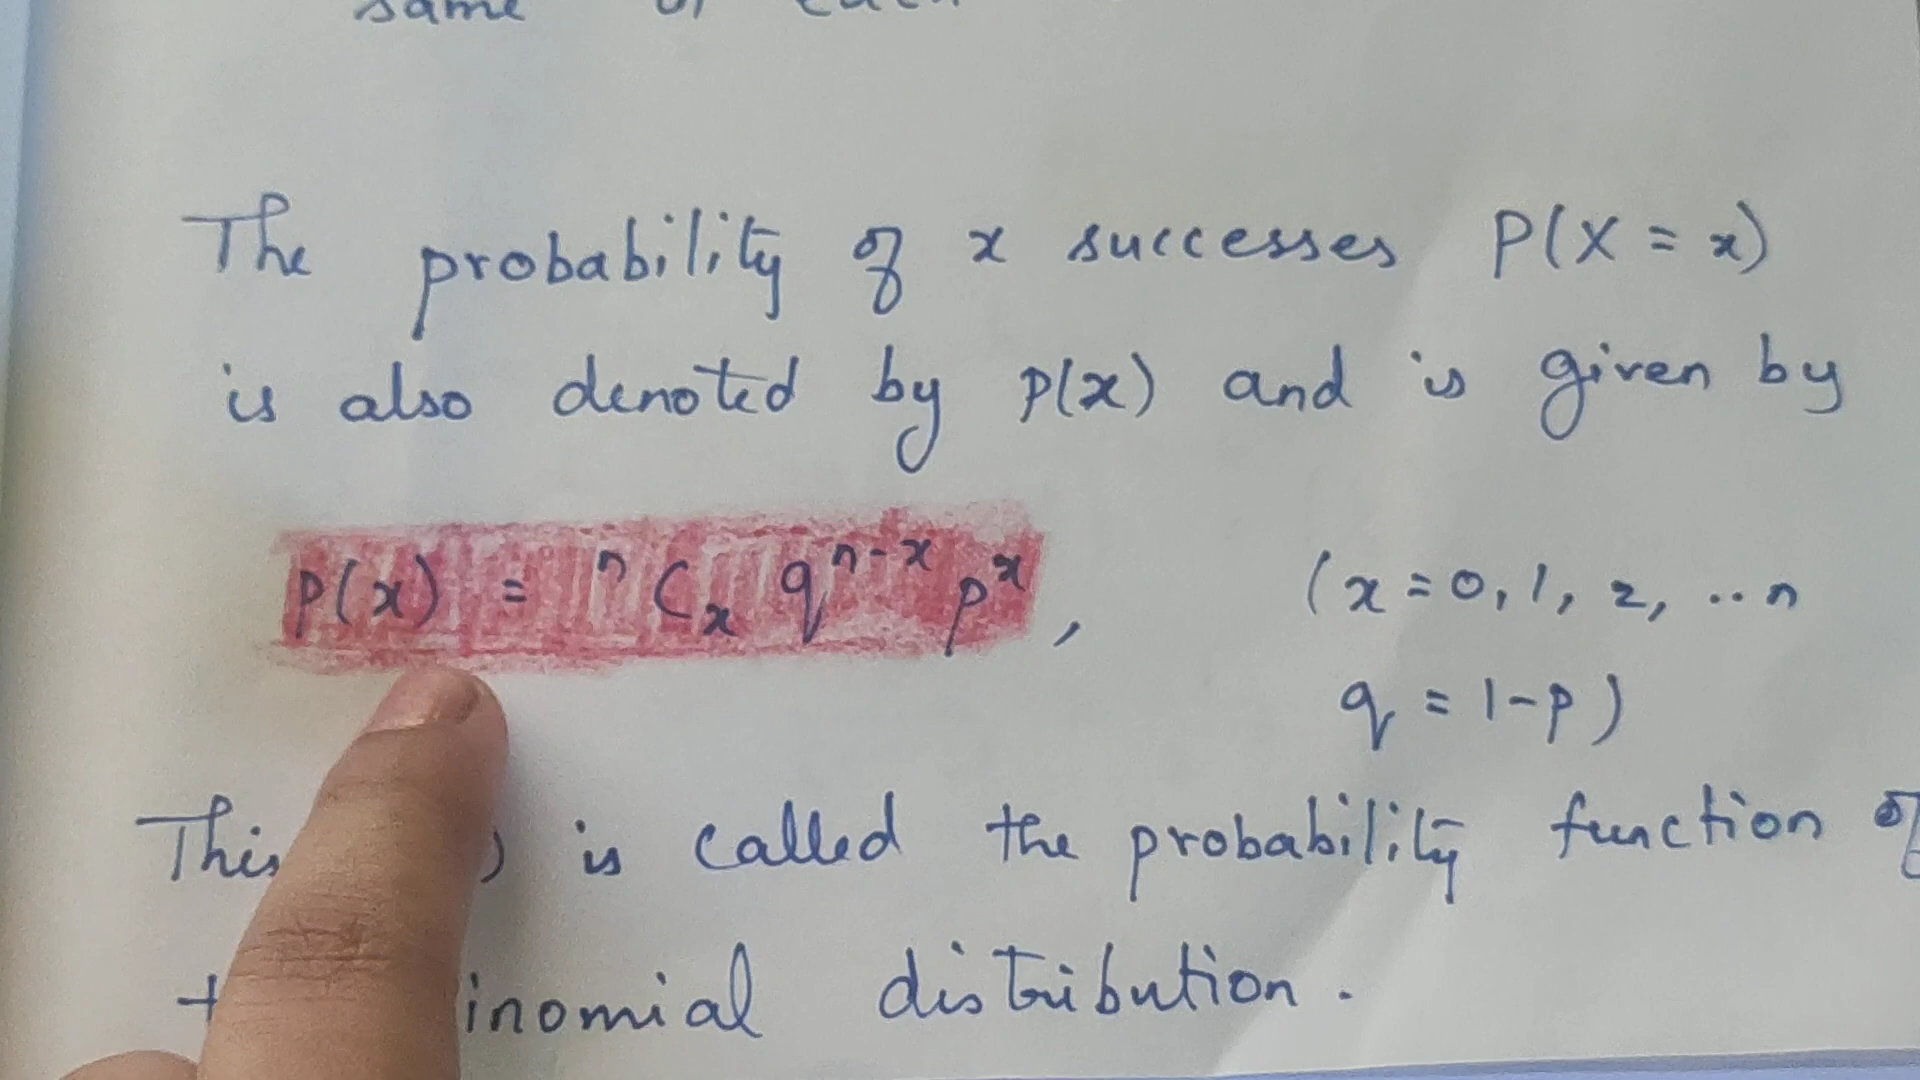 same
The probability of x successes P(X = x)
is also denoted by P(x) and is given by
P(x) = ⁿCₓ qⁿ⁻ˣ pˣ, (x = 0, 1, 2, .. n
q = 1-p)
This ) is called the probability function of
inomial distribution.